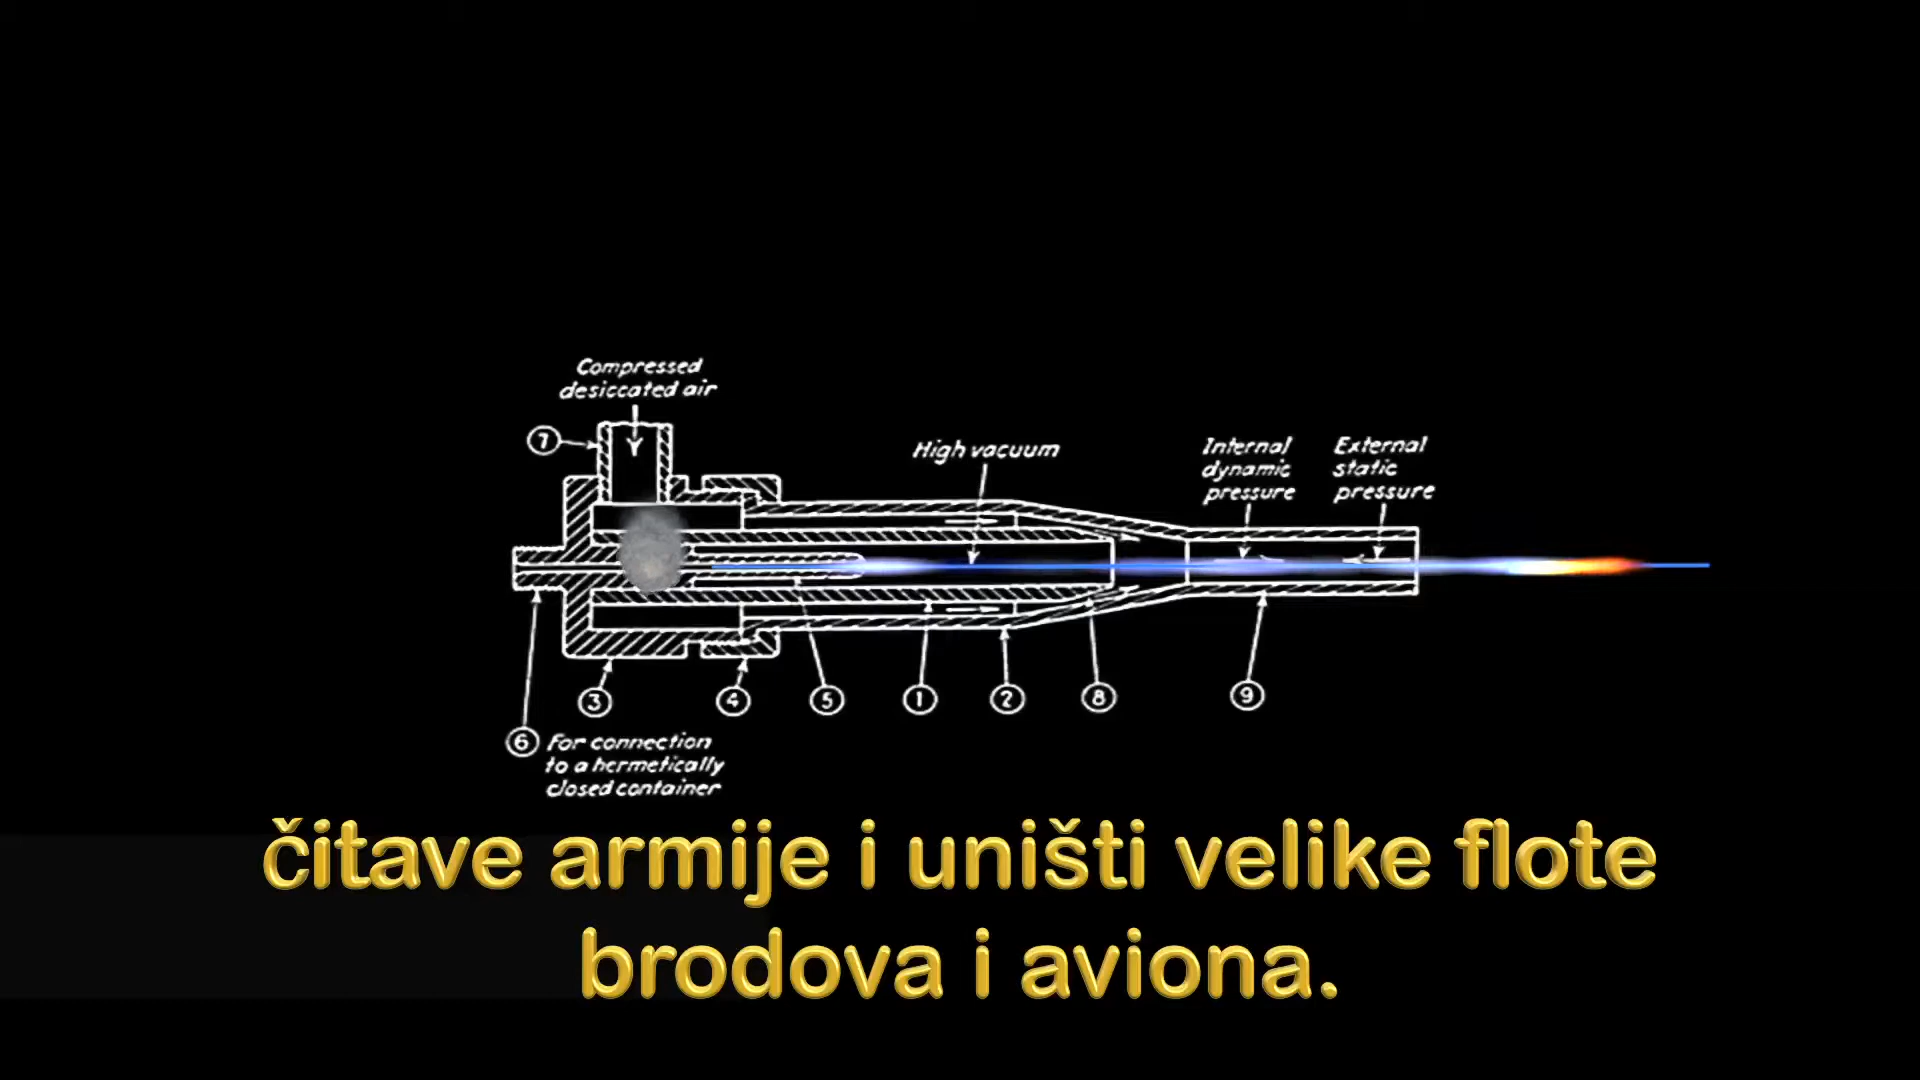 Compressed
desiccated air
7
High vacuum
Internal
dynamic
pressure
External
static
pressure
3
4
5
1
2
8
9
6 For connection
to a hermetically
closed container
čitave armije i uništi velike flote
brodova i aviona.